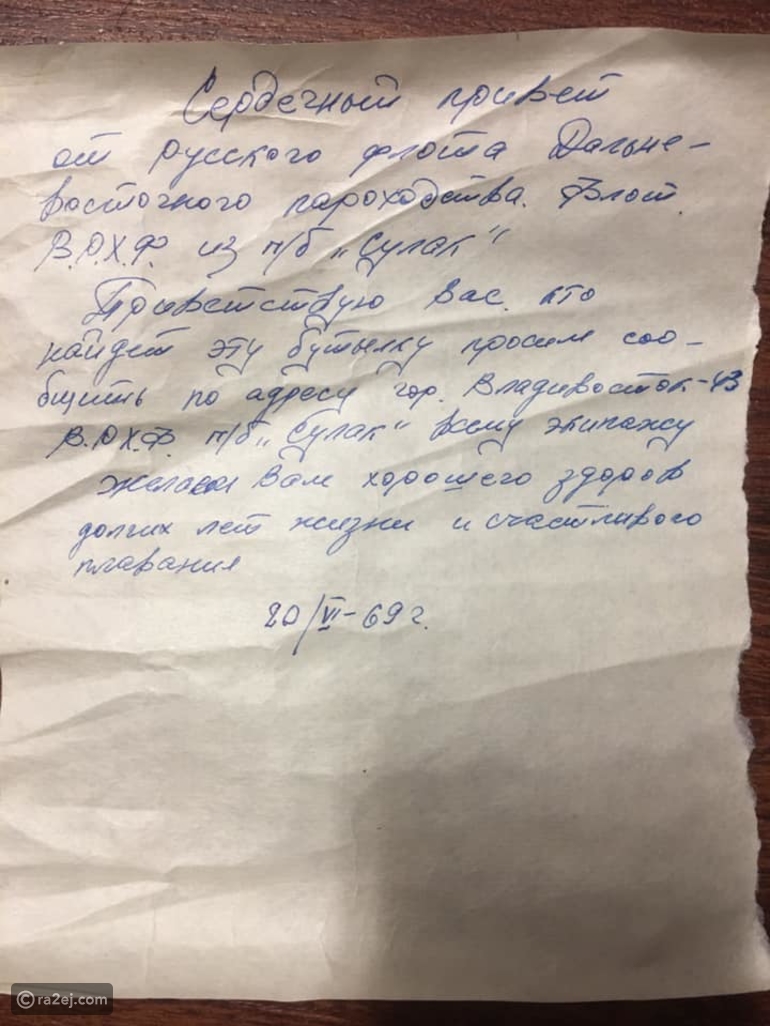 Сердечный привет
от русского флота Дальне-
восточного пароходства. Флот
В.О.Х.Ф. из п/б „Сулак"
Приветствую Вас кто
найдет эту бутылку просим соо-
бщить по адресу гор. Владивосток-43
В.О.Х.Ф. п/б „Сулак" всему экипажу
желаем Вам хорошего здоров
долгих лет жизни и счастливого
плавания
20/VI-69 г.
© ra2ej.com